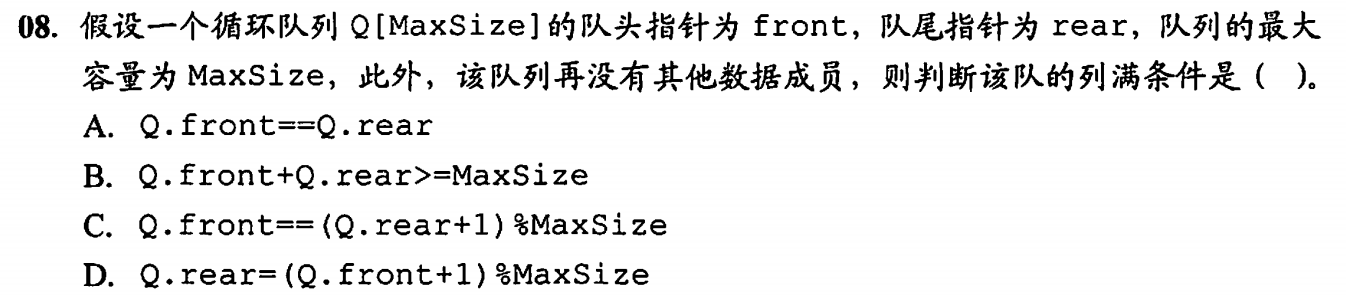 08. 假设一个循环队列 Q[MaxSize]的队头指针为 front，队尾指针为 rear，队列的最大
容量为 MaxSize，此外，该队列再没有其他数据成员，则判断该队的列满条件是（ ）。
A. Q.front==Q.rear
B. Q.front+Q.rear>=MaxSize
C. Q.front==(Q.rear+1)%MaxSize
D. Q.rear=(Q.front+1)%MaxSize